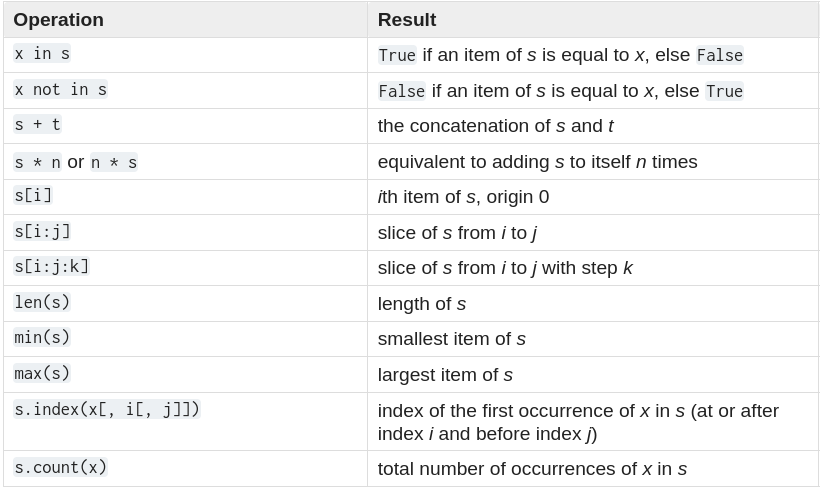 Operation Result
x in s True if an item of s is equal to x, else False
x not in s False if an item of s is equal to x, else True
s + t the concatenation of s and t
s * n or n * s equivalent to adding s to itself n times
s[i] ith item of s, origin 0
s[i:j] slice of s from i to j
s[i:j:k] slice of s from i to j with step k
len(s) length of s
min(s) smallest item of s
max(s) largest item of s
s.index(x[, i[, j]]) index of the first occurrence of x in s (at or after
index i and before index j)
s.count(x) total number of occurrences of x in s